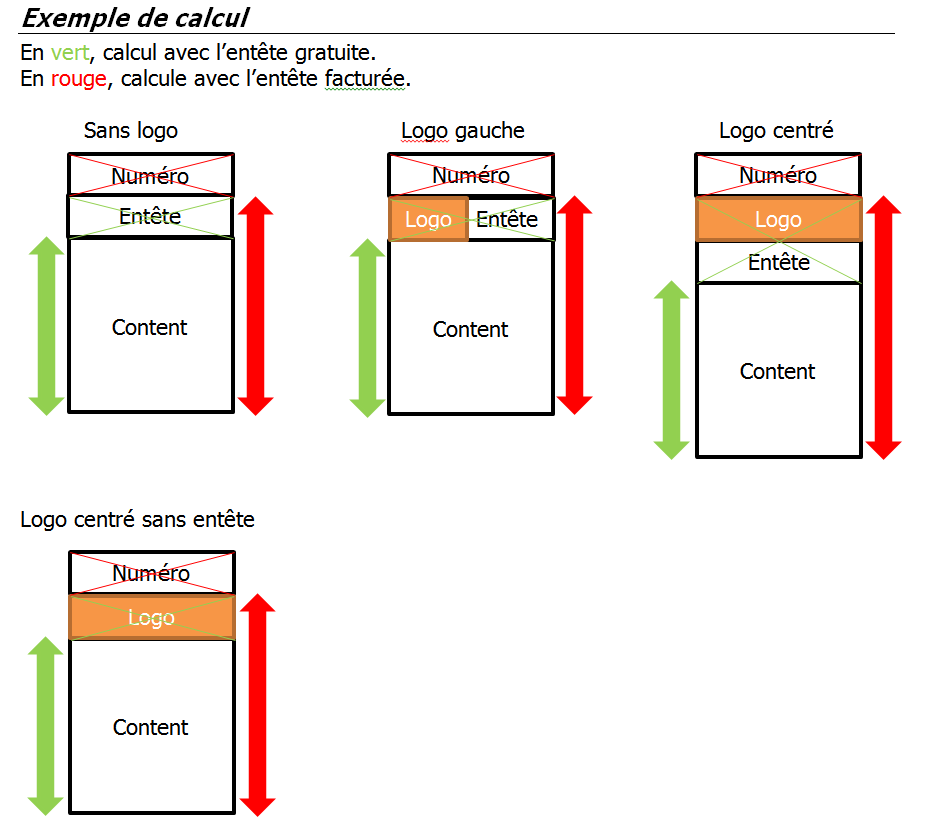 Exemple de calcul
En vert, calcul avec l’entête gratuite.
En rouge, calcule avec l’entête facturée.
Sans logo
Numéro
Entête
Content
Logo gauche
Numéro
Logo Entête
Content
Logo centré
Numéro
Logo
Entête
Content
Logo centré sans entête
Numéro
Logo
Content